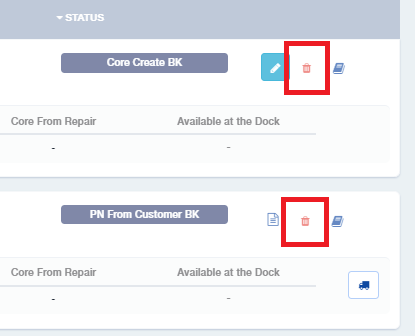 STATUS
Core Create BK
Core From Repair Available at the Dock
- -
PN From Customer BK
Core From Repair Available at the Dock
- -